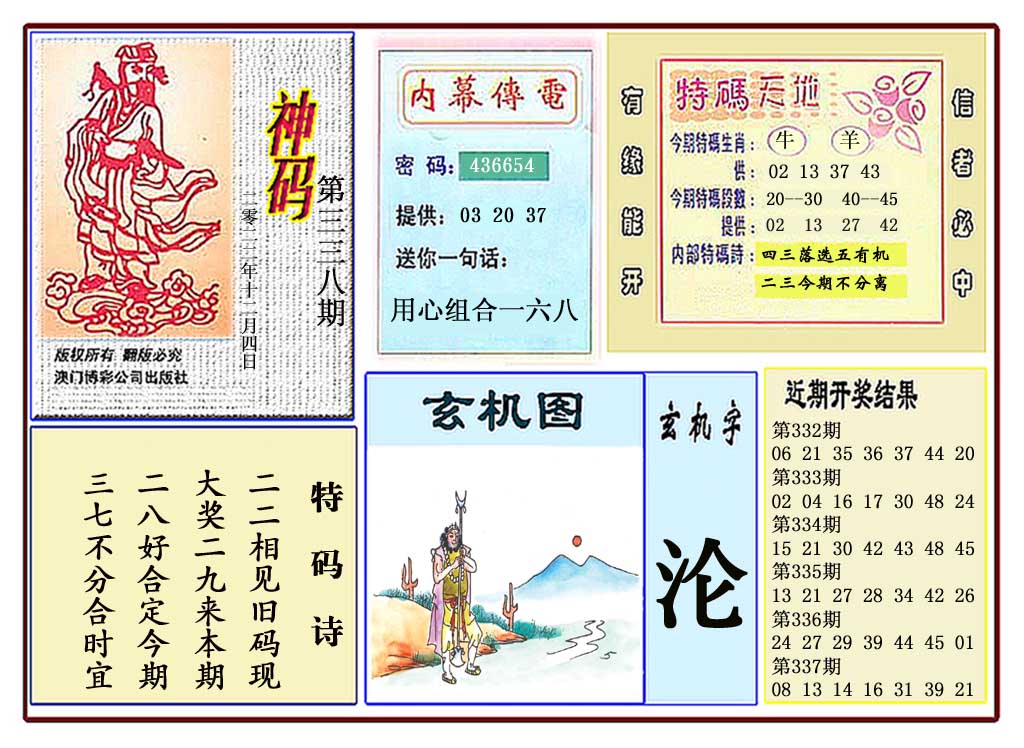 神码
第三三八期
二零二二年十二月四日
版权所有 翻版必究
澳门博彩公司出版社
内幕傳電
密 码: 436654
提供: 03 20 37
送你一句话:
用心组合一六八
有缘能开
特碼天地
今期特碼生肖: 牛 羊
供: 02 13 37 43
今期特碼段数: 20--30 40--45
提供: 02 13 27 42
内部特碼詩: 四三落选五有机
二三今期不分离
信者必中
特码诗
二二相见旧码现
大奖二九来本期
二八好合定今期
三七不分合时宜
玄机图
玄机字
沦
近期开奖结果
第332期
06 21 35 36 37 44 20
第333期
02 04 16 17 30 48 24
第334期
15 21 30 42 43 48 45
第335期
13 21 27 28 34 42 26
第336期
24 27 29 39 44 45 01
第337期
08 13 14 16 31 39 21